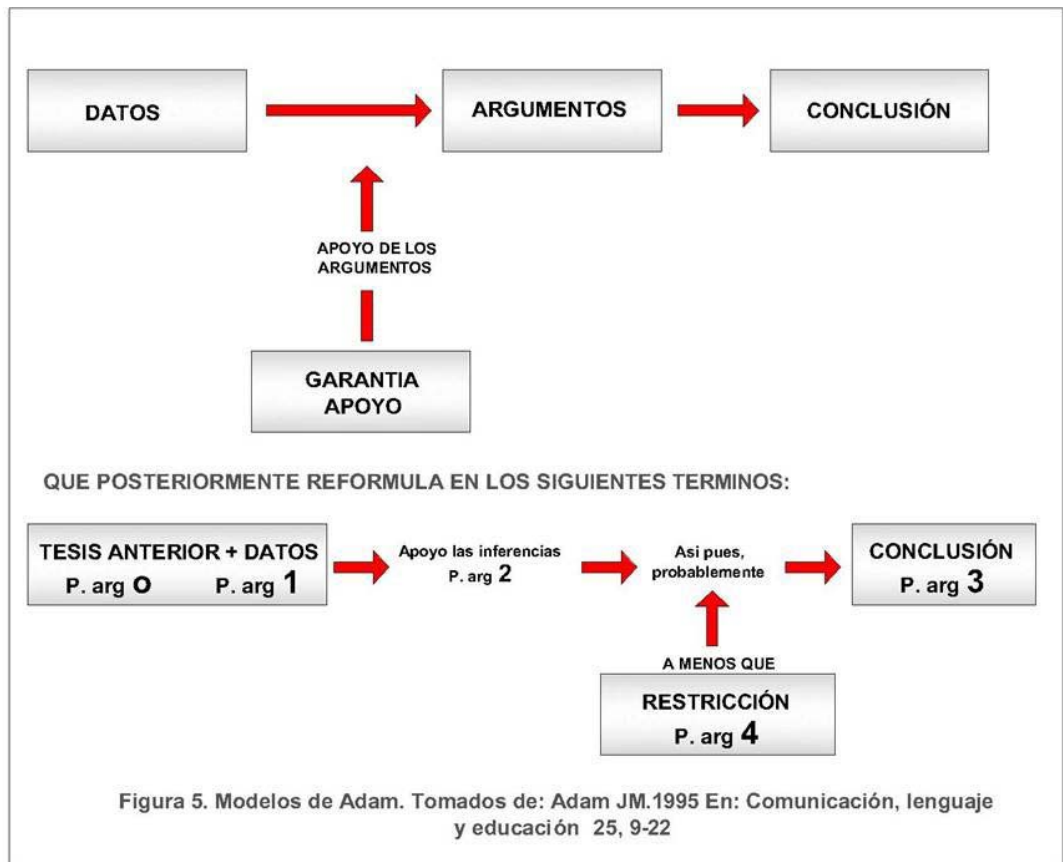 DATOS
ARGUMENTOS
CONCLUSIÓN
APOYO DE LOS
ARGUMENTOS
GARANTIA
APOYO
QUE POSTERIORMENTE REFORMULA EN LOS SIGUIENTES TERMINOS:
TESIS ANTERIOR + DATOS
P. arg O P. arg 1
Apoyo las inferencias
P. arg 2
Asi pues,
probablemente
CONCLUSIÓN
P. arg 3
A MENOS QUE
RESTRICCIÓN
P. arg 4
Figura 5. Modelos de Adam. Tomados de: Adam JM.1995 En: Comunicación, lenguaje
y educación 25, 9-22